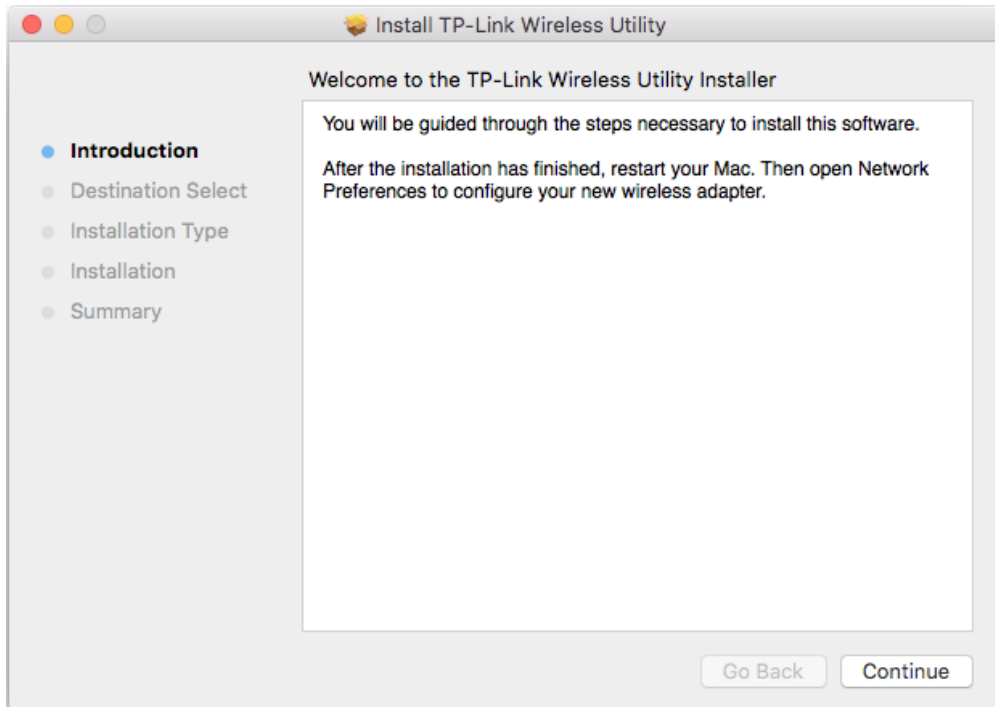 Install TP-Link Wireless Utility
Welcome to the TP-Link Wireless Utility Installer
Introduction
Destination Select
Installation Type
Installation
Summary
You will be guided through the steps necessary to install this software.
After the installation has finished, restart your Mac. Then open Network
Preferences to configure your new wireless adapter.
Go Back
Continue